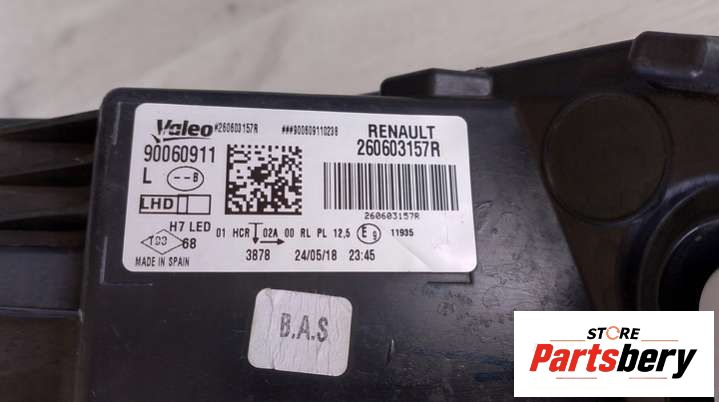 Valeo #260603157R ###900609110238 RENAULT
90060911 260603157R
L --B
LHD
260603157R
H7 LED 01 HCR 02A 00 RL PL 12,5 E9 11935
68
3878 24/05/18 23:45
MADE IN SPAIN
B.A.S
STORE
Partsbery